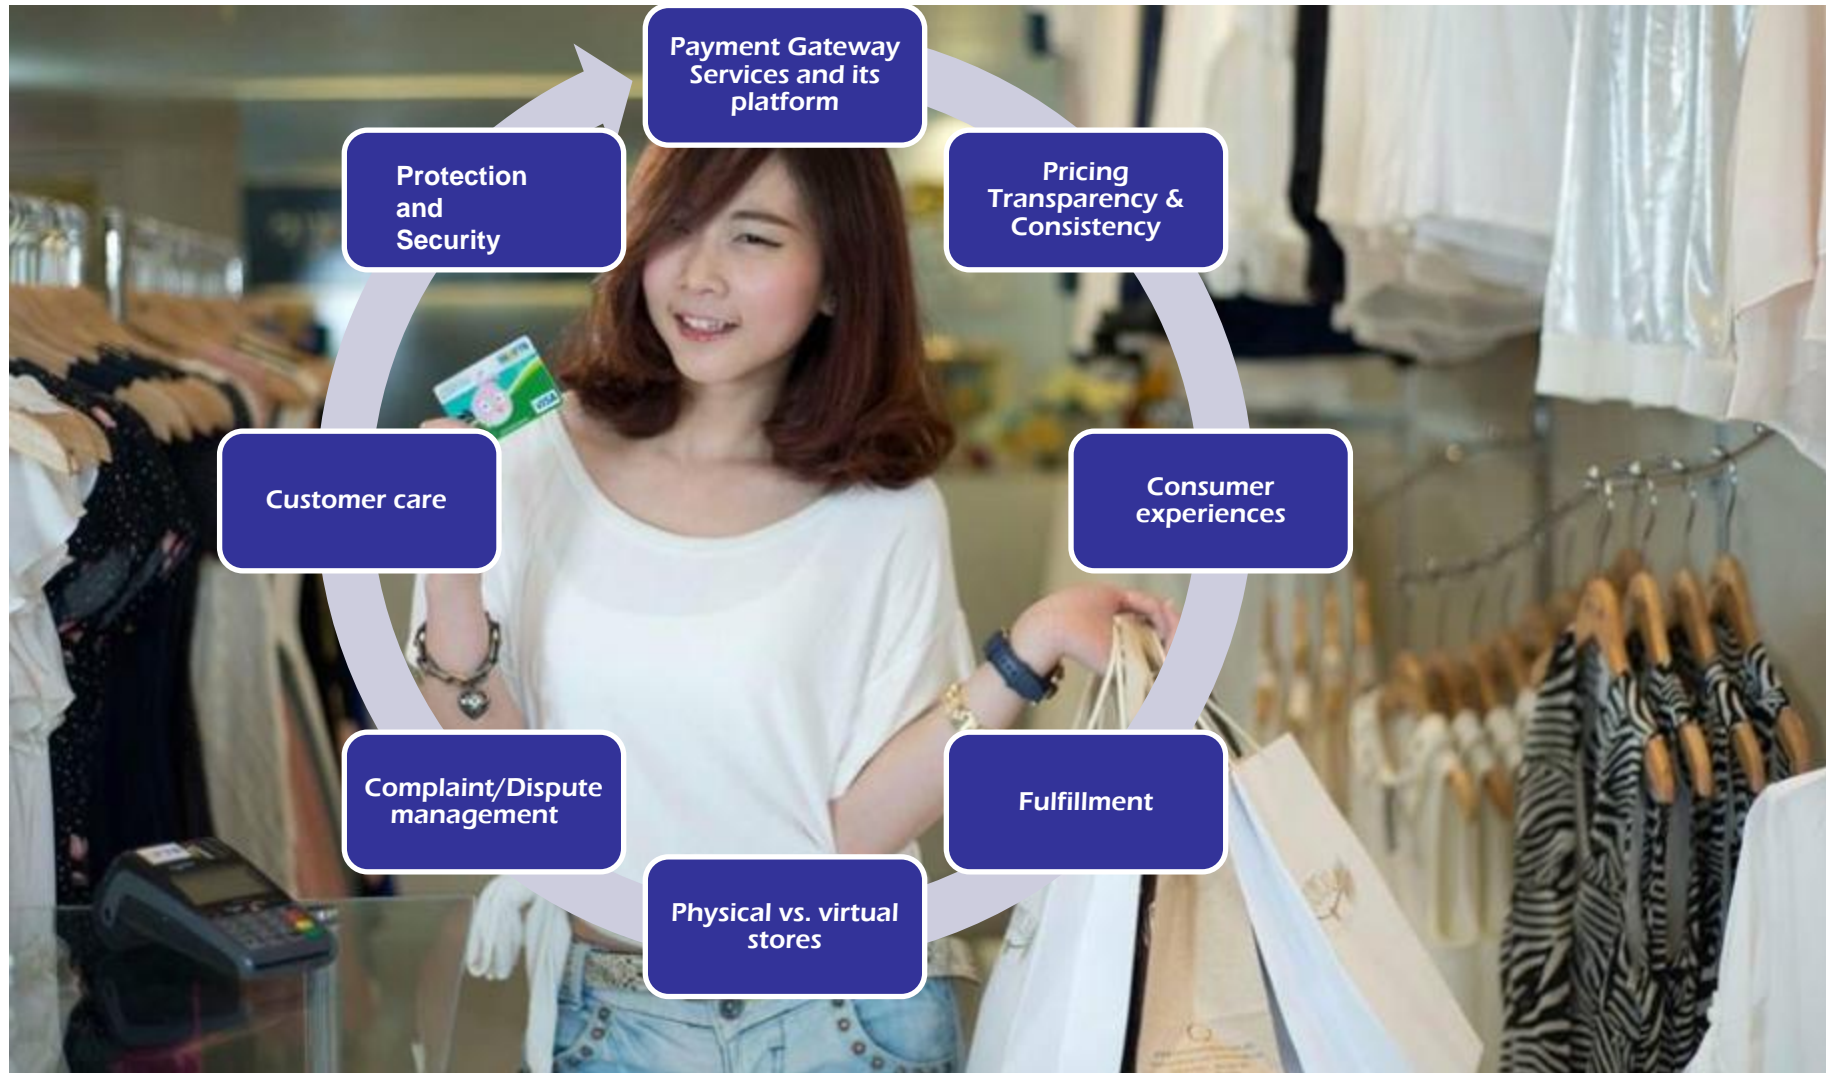 Payment Gateway
Services and its
platform
Pricing
Transparency &
Consistency
Consumer
experiences
Fulfillment
Physical vs. virtual
stores
Complaint/Dispute
management
Customer care
Protection
and
Security
VISA